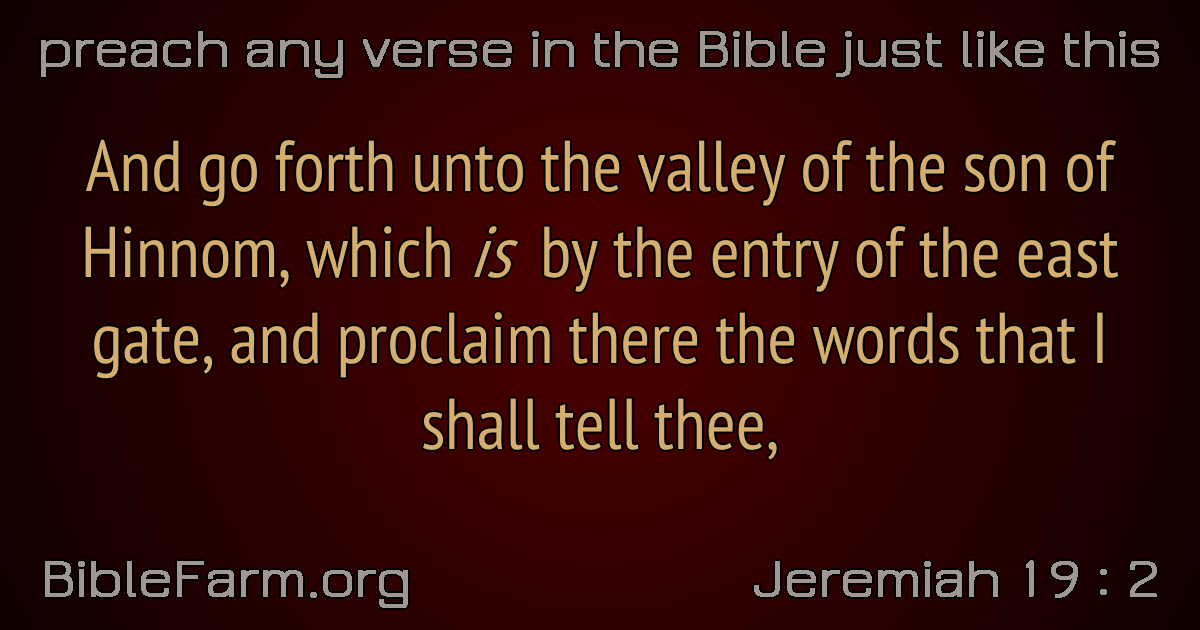 preach any verse in the Bible just like this
And go forth unto the valley of the son of
Hinnom, which is by the entry of the east
gate, and proclaim there the words that I
shall tell thee,
BibleFarm.org
Jeremiah 19 : 2